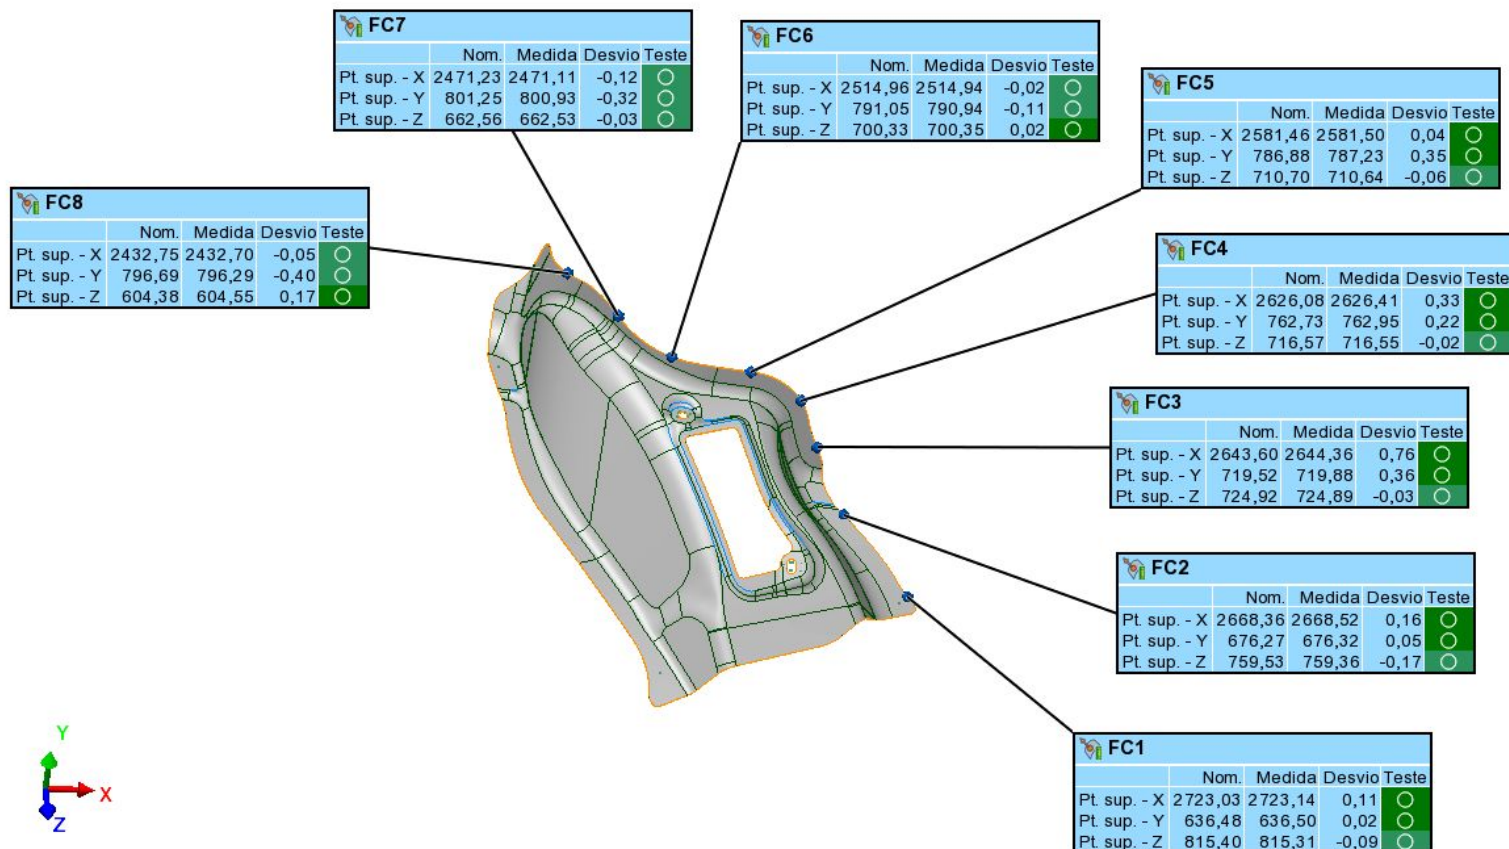 FC7
Nom. Medida Desvio Teste
Pt. sup. - X 2471,23 2471,11 -0,12
Pt. sup. - Y 801,25 800,93 -0,32
Pt. sup. - Z 662,56 662,53 -0,03
FC6
Nom. Medida Desvio Teste
Pt. sup. - X 2514,96 2514,94 -0,02
Pt. sup. - Y 791,05 790,94 -0,11
Pt. sup. - Z 700,33 700,35 0,02
FC5
Nom. Medida Desvio Teste
Pt. sup. - X 2581,46 2581,50 0,04
Pt. sup. - Y 786,88 787,23 0,35
Pt. sup. - Z 710,70 710,64 -0,06
FC8
Nom. Medida Desvio Teste
Pt. sup. - X 2432,75 2432,70 -0,05
Pt. sup. - Y 796,69 796,29 -0,40
Pt. sup. - Z 604,38 604,55 0,17
FC4
Nom. Medida Desvio Teste
Pt. sup. - X 2626,08 2626,41 0,33
Pt. sup. - Y 762,73 762,95 0,22
Pt. sup. - Z 716,57 716,55 -0,02
FC3
Nom. Medida Desvio Teste
Pt. sup. - X 2643,60 2644,36 0,76
Pt. sup. - Y 719,52 719,88 0,36
Pt. sup. - Z 724,92 724,89 -0,03
FC2
Nom. Medida Desvio Teste
Pt. sup. - X 2668,36 2668,52 0,16
Pt. sup. - Y 676,27 676,32 0,05
Pt. sup. - Z 759,53 759,36 -0,17
FC1
Nom. Medida Desvio Teste
Pt. sup. - X 2723,03 2723,14 0,11
Pt. sup. - Y 636,48 636,50 0,02
Pt. sup. - Z 815,40 815,31 -0,09
Y
X
Z